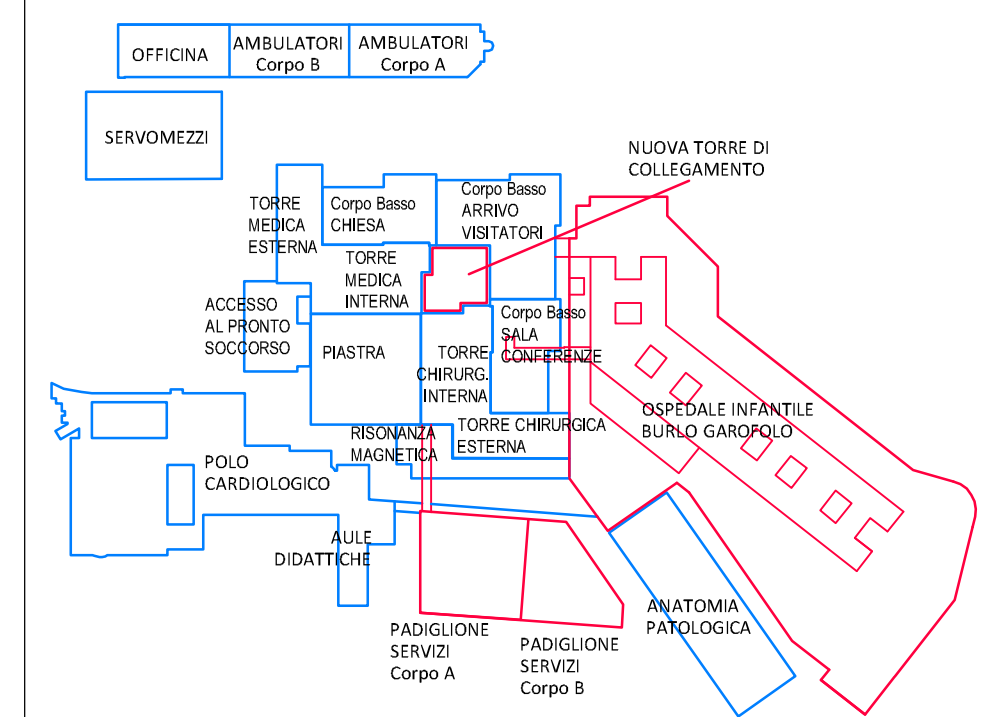 OFFICINA
AMBULATORI
Corpo B
AMBULATORI
Corpo A
SERVOMEZZI
NUOVA TORRE DI
COLLEGAMENTO
TORRE
MEDICA
ESTERNA
Corpo Basso
CHIESA
Corpo Basso
ARRIVO
VISITATORI
TORRE
MEDICA
INTERNA
ACCESSO
AL PRONTO
SOCCORSO
PIASTRA
Corpo Basso
SALA
CONFERENZE
TORRE
CHIRURG.
INTERNA
OSPEDALE INFANTILE
BURLO GAROFOLO
RISONANZA
MAGNETICA
TORRE CHIRURGICA
ESTERNA
POLO
CARDIOLOGICO
AULE
DIDATTICHE
ANATOMIA
PATOLOGICA
PADIGLIONE
SERVIZI
Corpo A
PADIGLIONE
SERVIZI
Corpo B